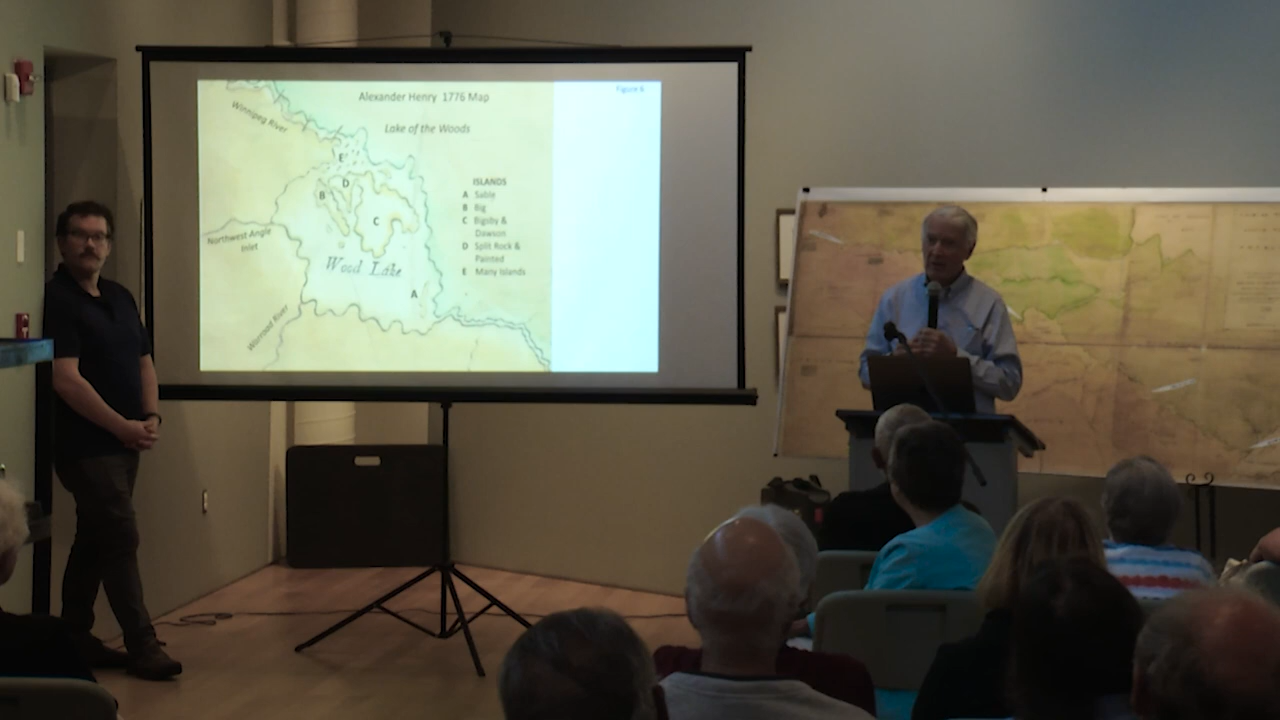 Alexander Henry 1776 Map
Figure 6
Lake of the Woods
Winnipeg River
E
D
B
C
Northwest Angle
Inlet
Wood Lake
A
Warroad River
ISLANDS
A Sable
B Big
C Bigsby &
Dawson
D Split Rock &
Painted
E Many Islands